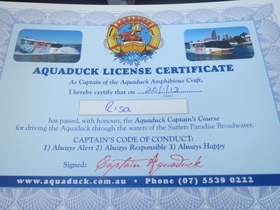 AQUADUCK
AQUADUCK LICENSE CERTIFICATE
As Captain of the Aquaduck Amphibious Craft,
I hereby certify that on 20/1/13
Risa
has passed, with honours, the Aquaduck Captain's Course
for driving the Aquaduck through the waters of the Surfers Paradise Broadwater.
CAPTAIN'S CODE OF CONDUCT:
1) Always Alert 2) Always Responsible 3) Always Happy
Signed: Captain Aquaduck
www.aquaduck.com.au • Phone (07) 5539 0222